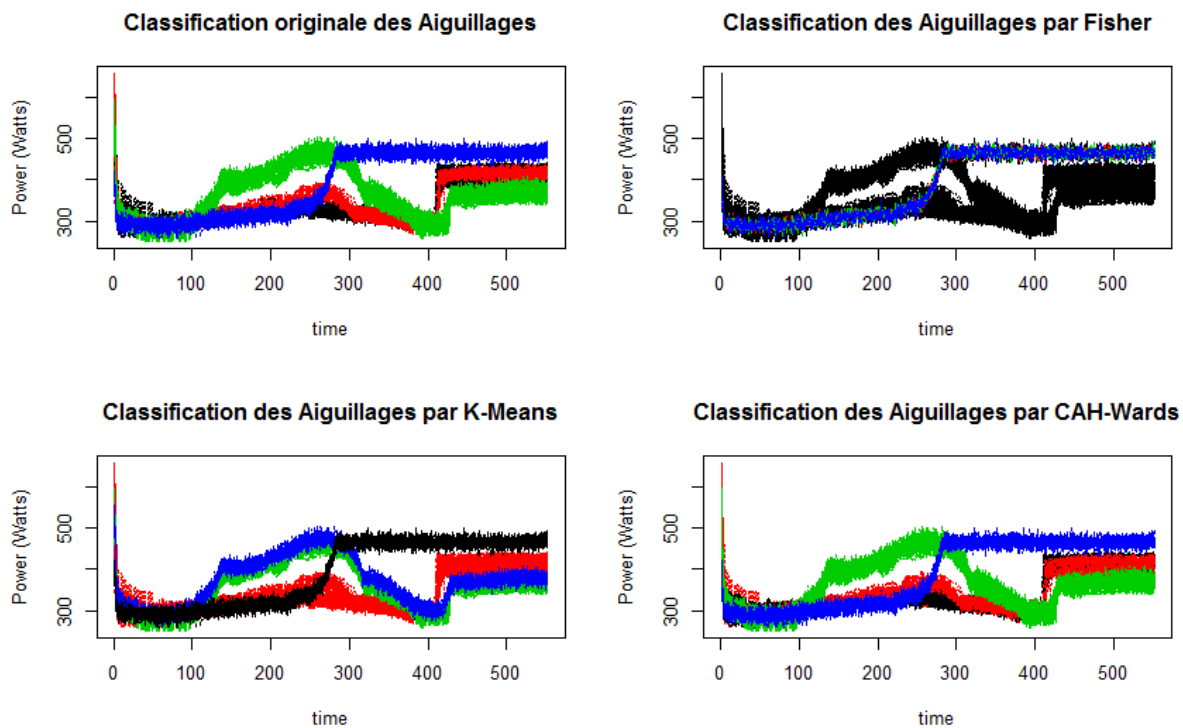 Classification originale des Aiguillages
Power (Watts)
500
300
0 100 200 300 400 500
time
Classification des Aiguillages par Fisher
Power (Watts)
500
300
0 100 200 300 400 500
time
Classification des Aiguillages par K-Means
Power (Watts)
500
300
0 100 200 300 400 500
time
Classification des Aiguillages par CAH-Wards
Power (Watts)
500
300
0 100 200 300 400 500
time